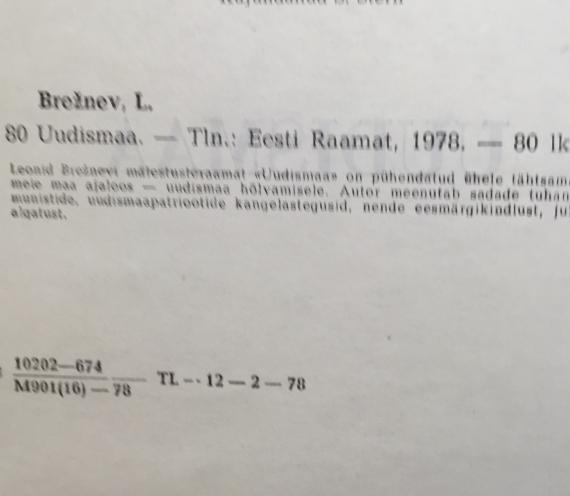 Brežnev, L.
80 Uudismaa. — Tln.: Eesti Raamat, 1978. — 80 lk
Leonid Brežnevi mälestusteraamat «Uudismaa» on pühendatud ühele tähtsam
meie maa ajaloos — uudismaa hõlvamisele. Autor meenutab sadade tuhan
munistide, uudismaapatriootide kangelastegusid, nende eesmärgikindlust, ju
algatust.
10202—674
M901(16) — 78
TL — 12 — 2 — 78